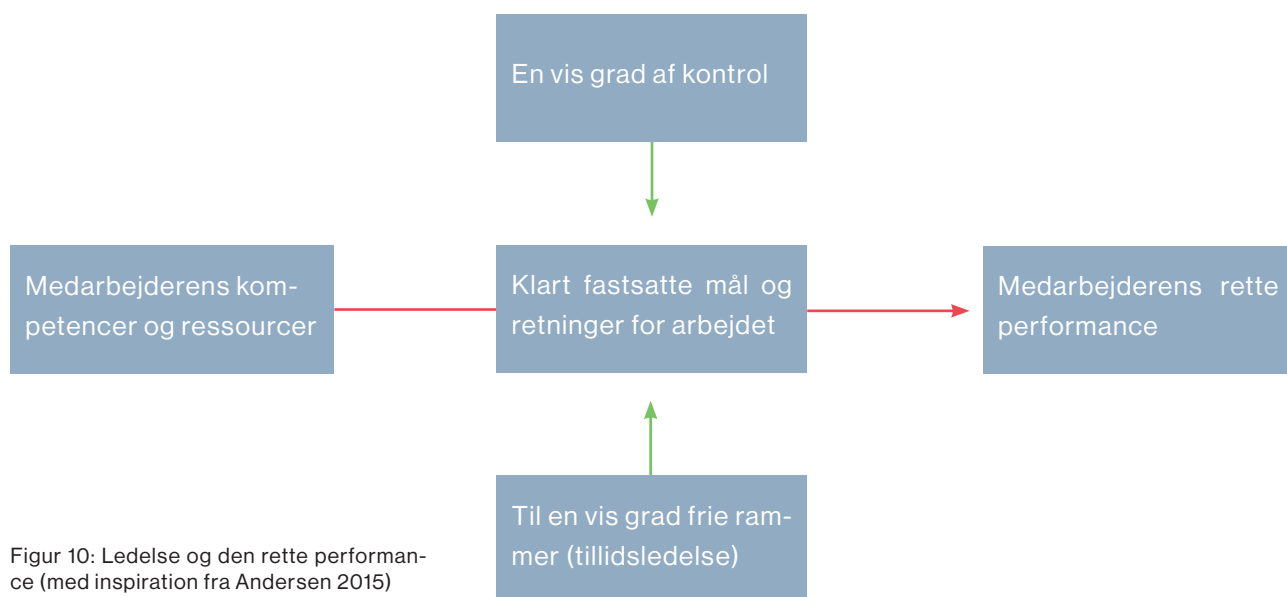 En vis grad af kontrol
Medarbejderens kom-
petencer og ressourcer
Klart fastsatte mål og
retninger for arbejdet
Medarbejderens rette
performance
Til en vis grad frie ram-
mer (tillidsledelse)
Figur 10: Ledelse og den rette performan-
ce (med inspiration fra Andersen 2015)